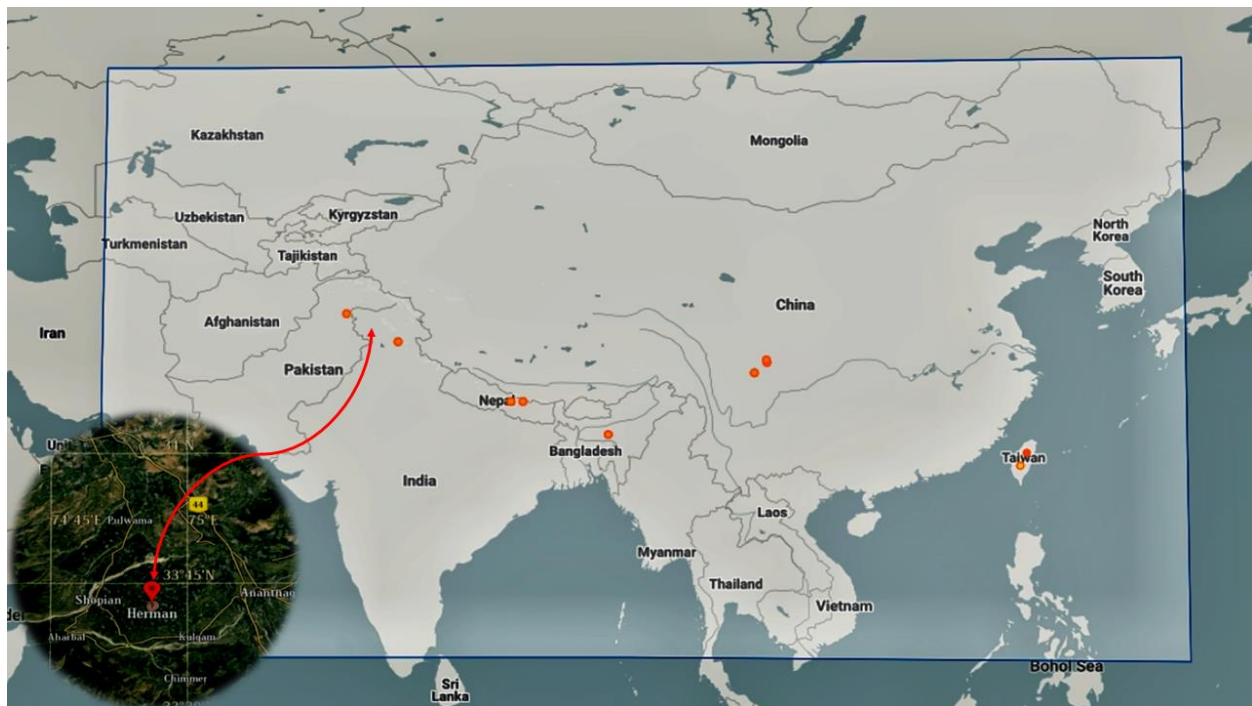 Kazakhstan
Mongolia
Uzbekistan
Kyrgyzstan
Turkmenistan
Tajikistan
North
Korea
South
Korea
Iran
Afghanistan
China
Pakistan
Nepal
Bangladesh
India
Taiwan
Laos
Myanmar
Thailand
Vietnam
Sri
Lanka
Bohol Sea
44
74°45'E
Pulwama
75°E
33°45'N
Shopian
Anantnag
Herman
Aharbal
Kulgam
Chimmer